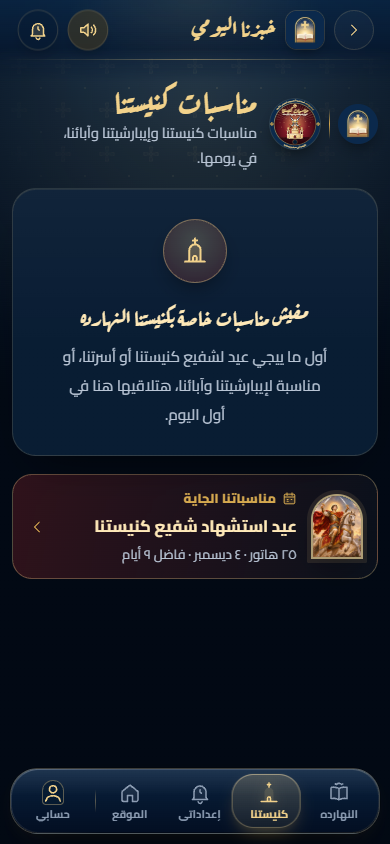 خبزنا اليومي
مناسبات كنيستنا
مناسبات كنيستنا وإيبارشيتنا وآبائنا،
في يومها.
مفيش مناسبات خاصة بكنيستنا النهارده
أول ما ييجي عيد لشفيع كنيستنا أو أسرتنا، أو
مناسبة لإيبارشيتنا وآبائنا، هتلاقيها هنا في
أول اليوم.
مناسباتنا الجاية
عيد استشهاد شفيع كنيستنا
٢٥ هاتور · ٤ ديسمبر · فاضل ٩ أيام
النهارده
كنيستنا
إعداداتى
الموقع
حسابي